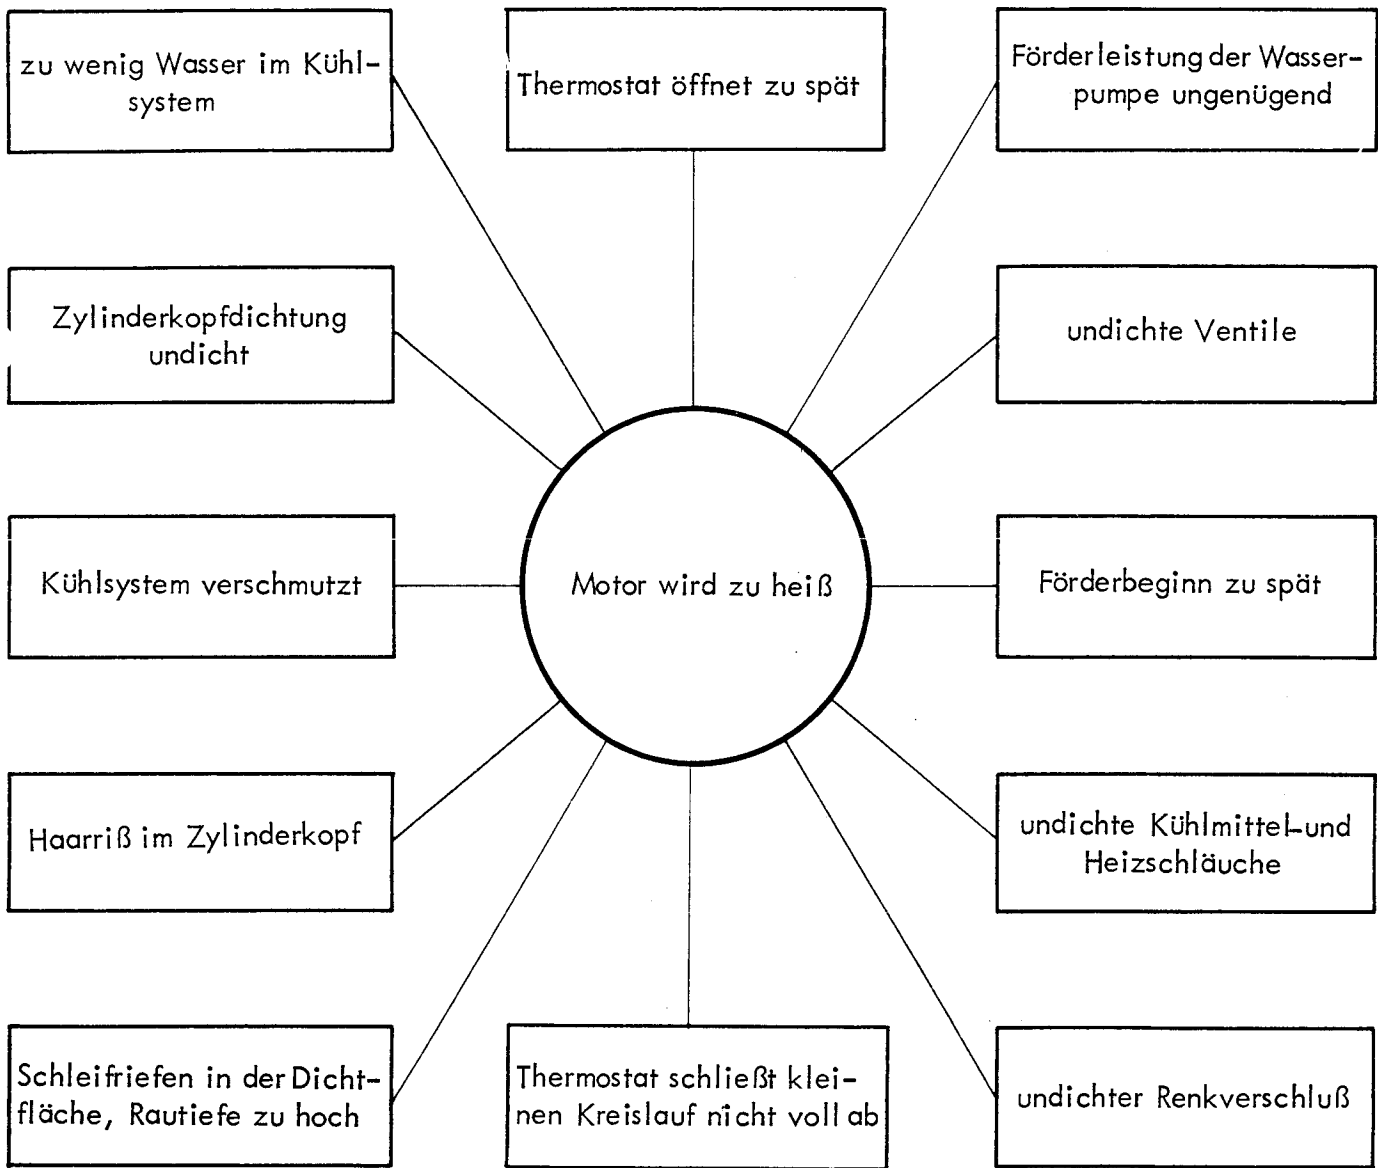 zu wenig Wasser im Kühl-
system
Thermostat öffnet zu spät
Förderleistung der Wasser-
pumpe ungenügend
Zylinderkopfdichtung
undicht
undichte Ventile
Kühlsystem verschmutzt
Motor wird zu heiß
Förderbeginn zu spät
Haarriß im Zylinderkopf
undichte Kühlmittel-und
Heizschläuche
Schleifriefen in der Dicht-
fläche, Rautiefe zu hoch
Thermostat schließt klei-
nen Kreislauf nicht voll ab
undichter Renkverschluß